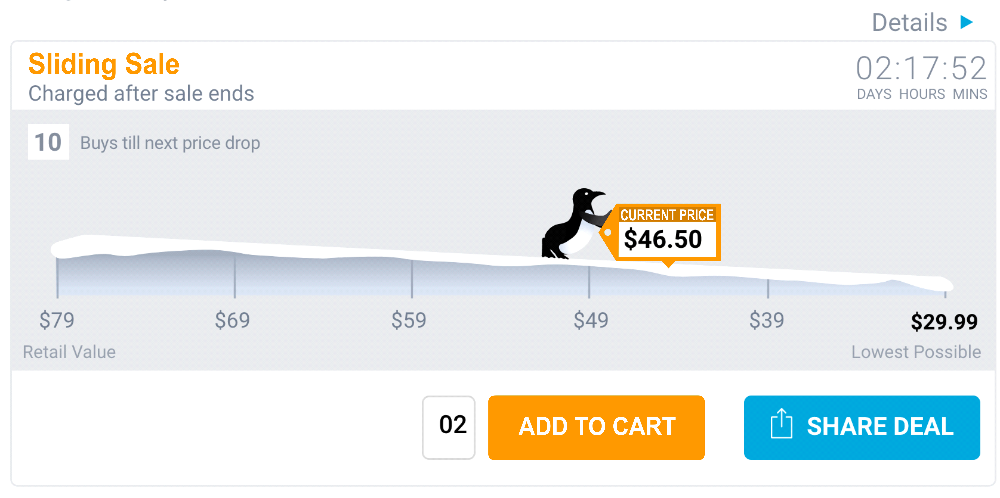 Details
Sliding Sale
Charged after sale ends
02:17:52
DAYS HOURS MINS
10 Buys till next price drop
CURRENT PRICE
$46.50
$79 $69 $59 $49 $39 $29.99
Retail Value Lowest Possible
02 ADD TO CART SHARE DEAL